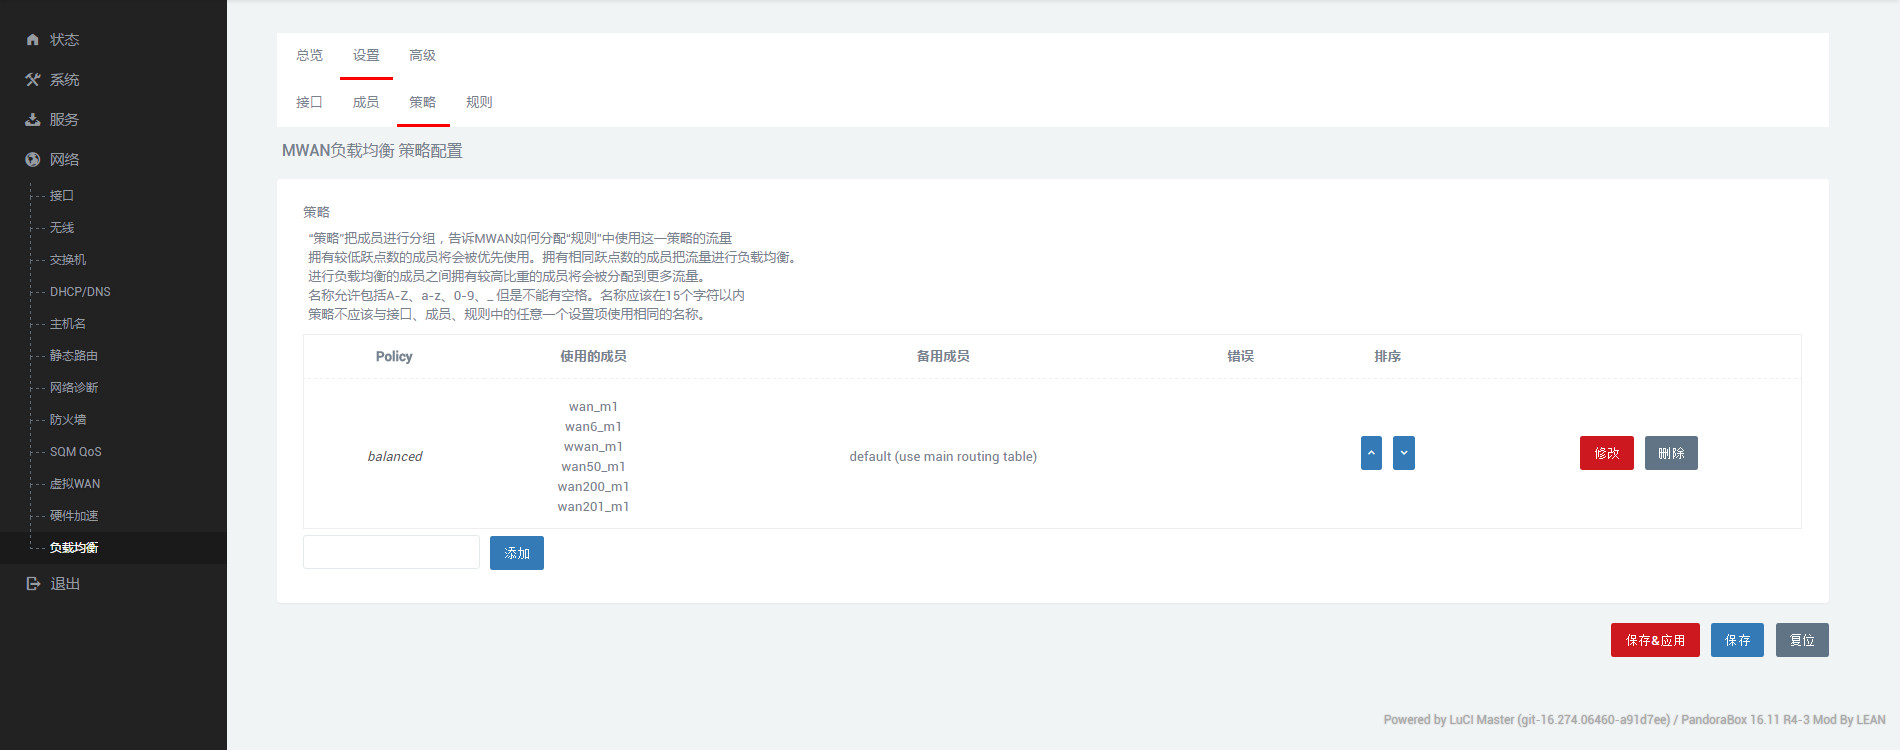 状态
系统
服务
网络
接口
无线
交换机
DHCP/DNS
主机名
静态路由
网络诊断
防火墙
SQM QoS
虚拟WAN
硬件加速
负载均衡
退出
总览 设置 高级
接口 成员 策略 规则
MWAN负载均衡 策略配置
策略
“策略”把成员进行分组，告诉MWAN如何分配“规则”中使用这一策略的流量
拥有较低跃点数的成员将会被优先使用。拥有相同跃点数的成员把流量进行负载均衡。
进行负载均衡的成员之间拥有较高比重的成员将会被分配到更多流量。
名称允许包括A-Z、a-z、0-9、_ 但是不能有空格。名称应该在15个字符以内
策略不应该与接口、成员、规则中的任意一个设置项使用相同的名称。
Policy 使用的成员 备用成员 错误 排序
balanced
wan_m1
wan6_m1
wwan_m1
wan50_m1
wan200_m1
wan201_m1
default (use main routing table)
修改 删除
添加
保存&应用 保存 复位
Powered by LuCI Master (git-16.274.06460-a91d7ee) / PandoraBox 16.11 R4-3 Mod By LEAN